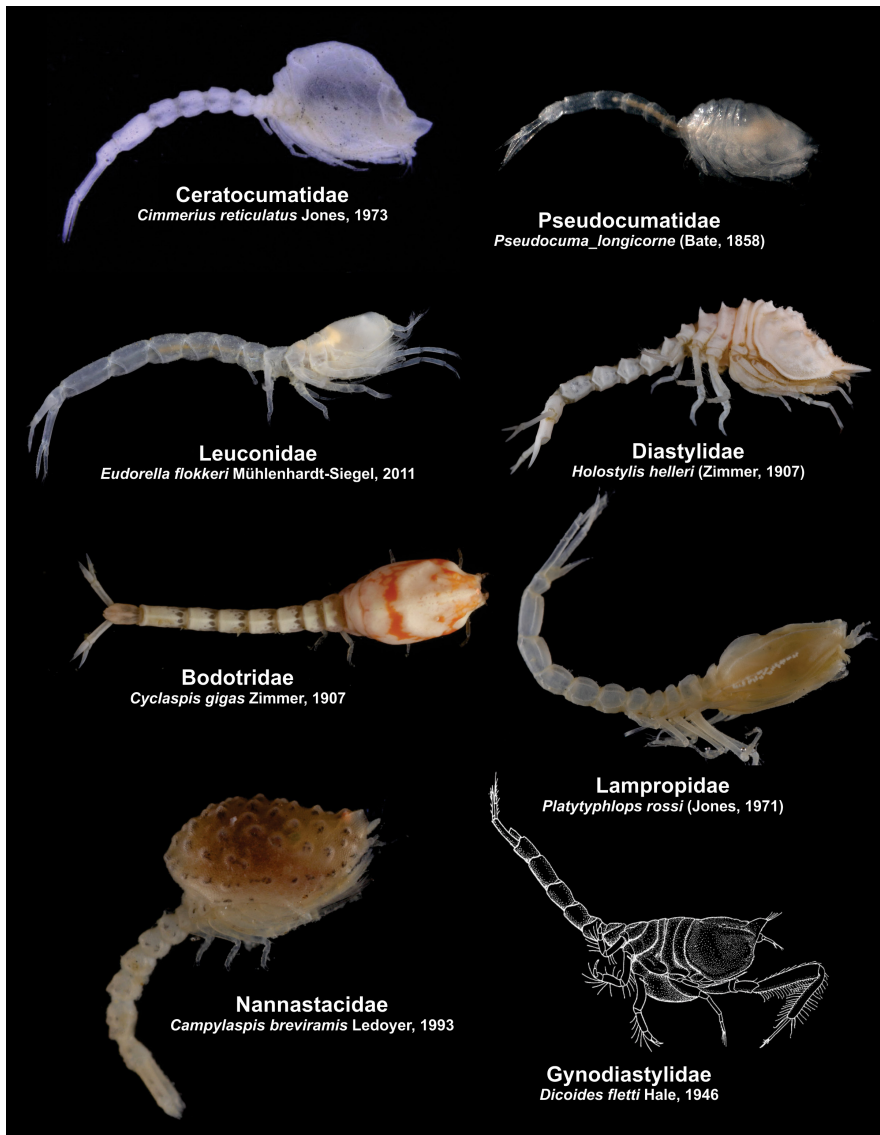 Ceratocumatidae
Cimmerius reticulatus Jones, 1973
Pseudocumatidae
Pseudocuma_longicorne (Bate, 1858)
Leuconidae
Eudorella flokkeri Mühlenhardt-Siegel, 2011
Diastylidae
Holostylis helleri (Zimmer, 1907)
Bodotridae
Cyclaspis gigas Zimmer, 1907
Lampropidae
Platytyphlops rossi (Jones, 1971)
Nannastacidae
Campylaspis breviramis Ledoyer, 1993
Gynodiastylidae
Dicoides fletti Hale, 1946